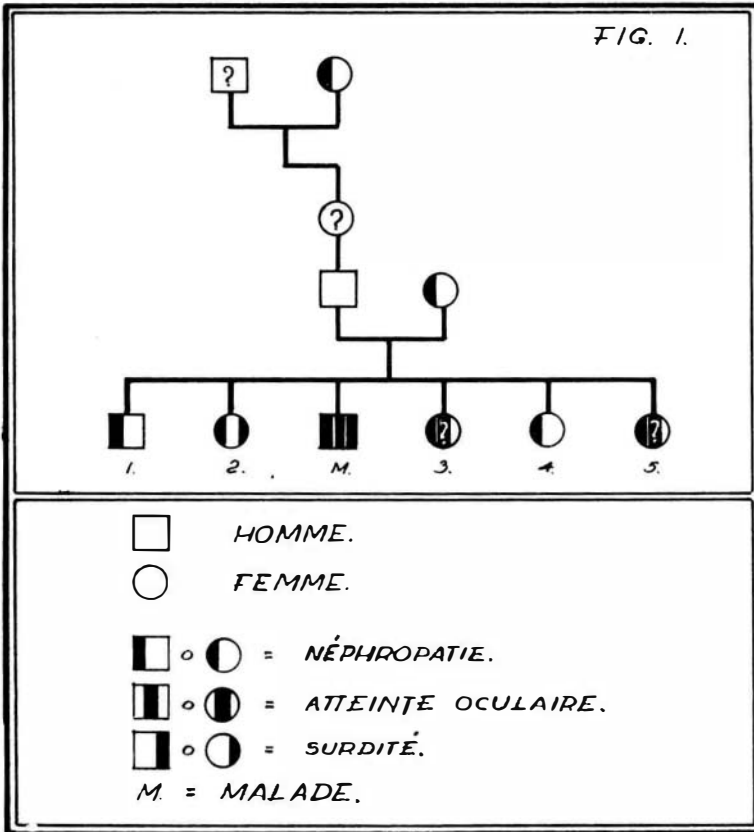 FIG. 1.
?
?
1. 2. M. 3. 4. 5.
? ?
HOMME.
FEMME.
o = NÉPHROPATIE.
o = ATTEINTE OCULAIRE.
o = SURDITÉ.
M. = MALADE.